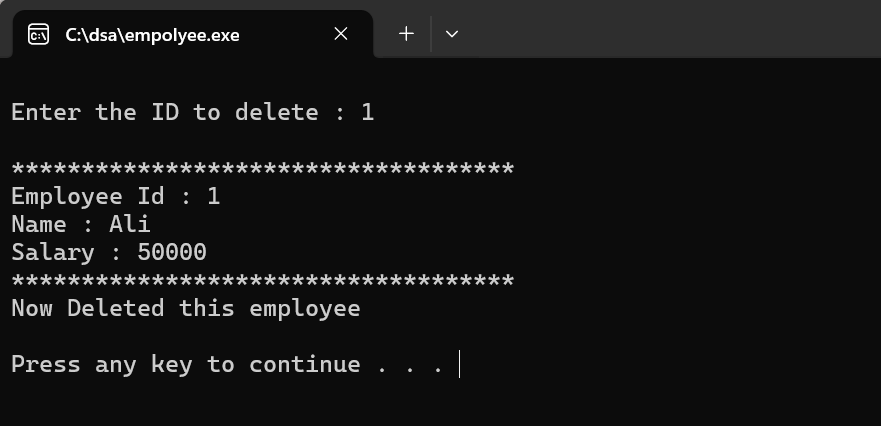 C:\dsa\empolyee.exe
Enter the ID to delete : 1
************************************
Employee Id : 1
Name : Ali
Salary : 50000
************************************
Now Deleted this employee
Press any key to continue . . .